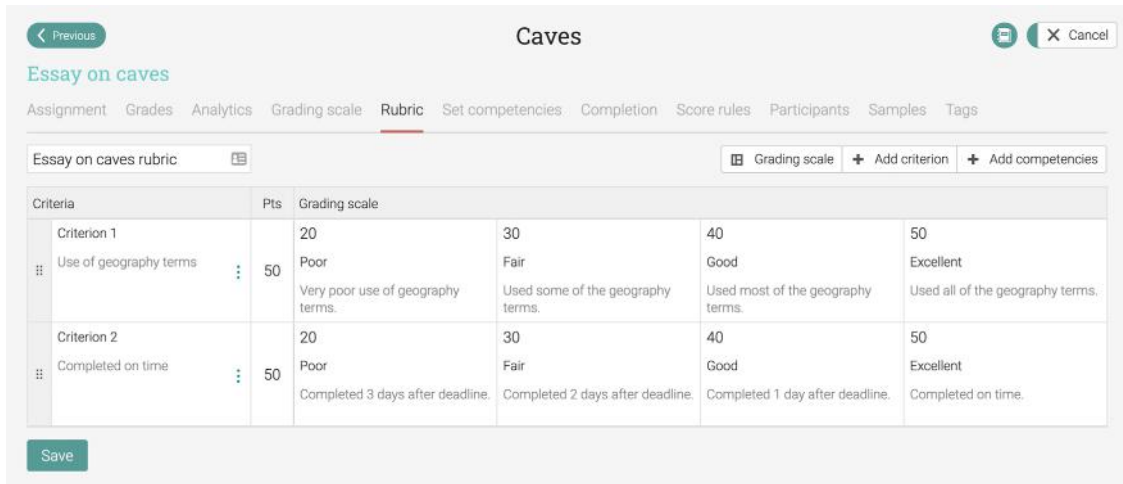 Previous
Caves
Cancel
Essay on caves
Assignment Grades Analytics Grading scale Rubric Set competencies Completion Score rules Participants Samples Tags
Essay on caves rubric
Grading scale
Add criterion
Add competencies
Criteria Pts Grading scale
Criterion 1
Use of geography terms
50
20
Poor
Very poor use of geography
terms.
30
Fair
Used some of the geography
terms.
40
Good
Used most of the geography
terms.
50
Excellent
Used all of the geography terms.
Criterion 2
Completed on time
50
20
Poor
Completed 3 days after deadline.
30
Fair
Completed 2 days after deadline.
40
Good
Completed 1 day after deadline.
50
Excellent
Completed on time.
Save